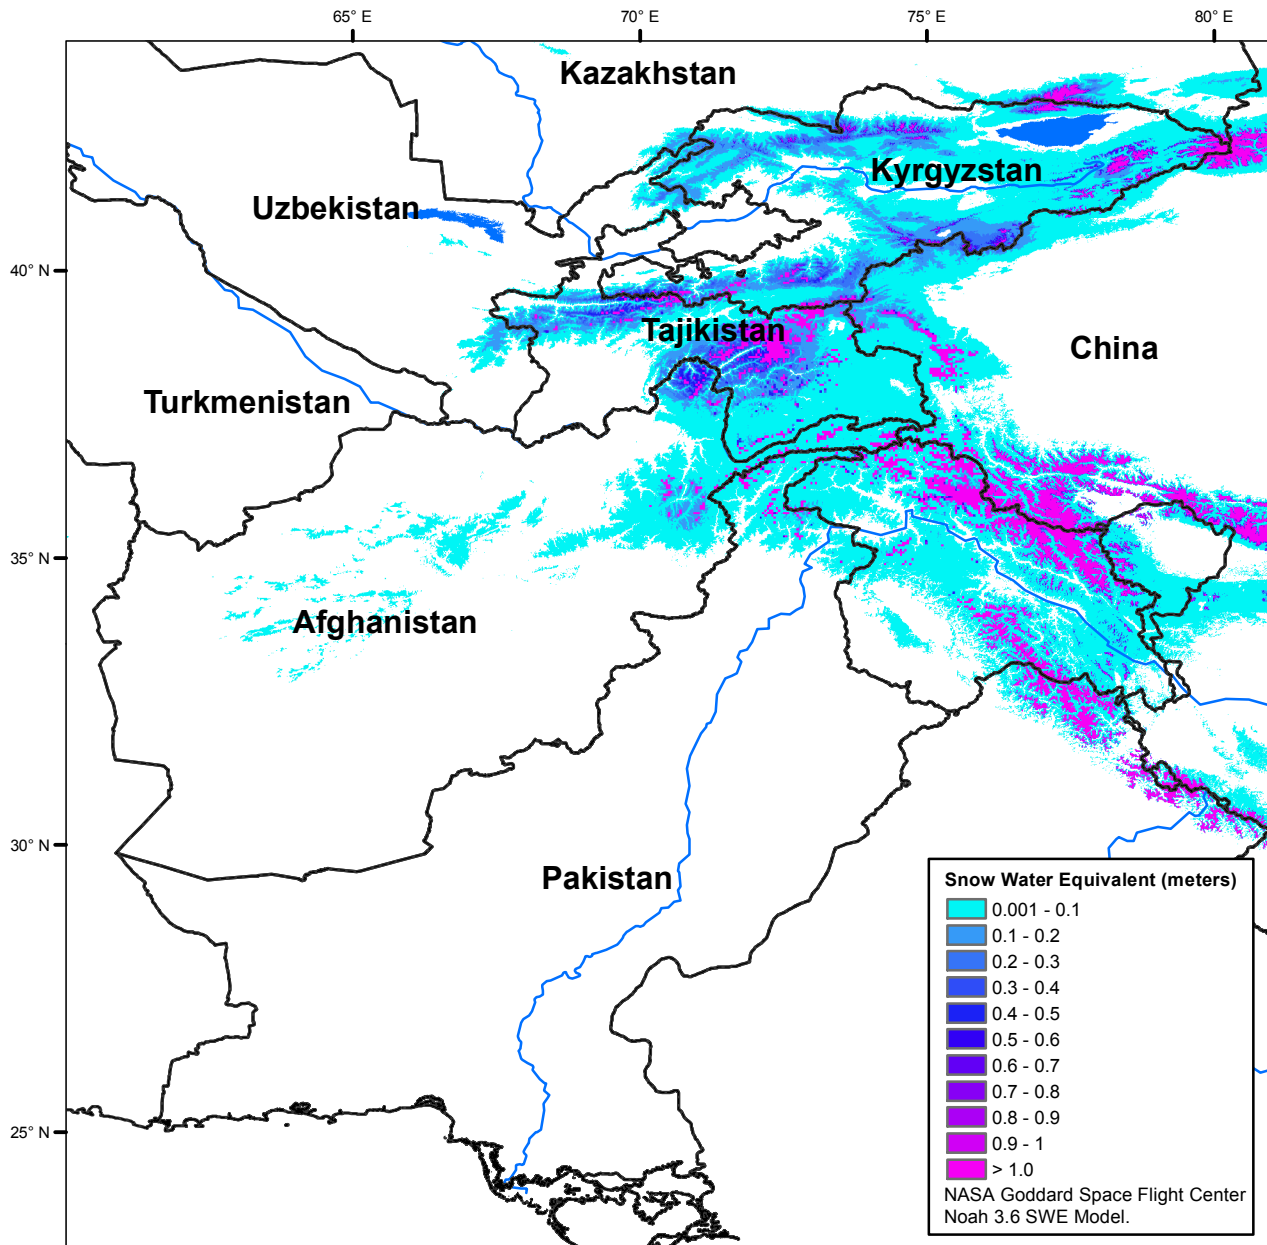 65° E
70° E
75° E
80° E
Kazakhstan
Kyrgyzstan
Uzbekistan
40° N
Tajikistan
China
Turkmenistan
35° N
Afghanistan
30° N
Pakistan
25° N
Snow Water Equivalent (meters)
0.001 - 0.1
0.1 - 0.2
0.2 - 0.3
0.3 - 0.4
0.4 - 0.5
0.5 - 0.6
0.6 - 0.7
0.7 - 0.8
0.8 - 0.9
0.9 - 1
> 1.0
NASA Goddard Space Flight Center
Noah 3.6 SWE Model.